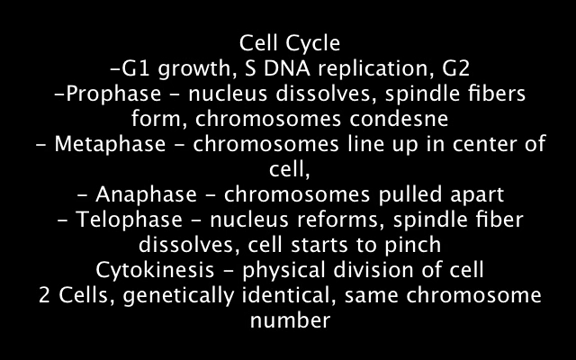 Cell Cycle
-G1 growth, S DNA replication, G2
-Prophase - nucleus dissolves, spindle fibers
form, chromosomes condesne
- Metaphase - chromosomes line up in center of
cell,
- Anaphase - chromosomes pulled apart
- Telophase - nucleus reforms, spindle fiber
dissolves, cell starts to pinch
Cytokinesis - physical division of cell
2 Cells, genetically identical, same chromosome
number